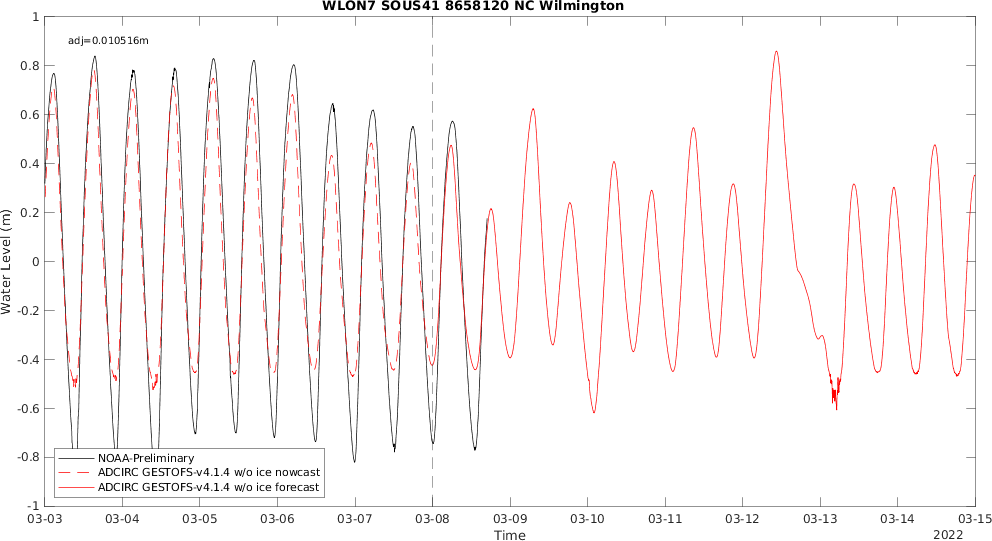 WLON7 SOUS41 8658120 NC Wilmington
adj=0.010516m
1
0.8
0.6
0.4
0.2
0
-0.2
-0.4
-0.6
-0.8
-1
Water Level (m)
NOAA-Preliminary
ADCIRC GESTOFS-v4.1.4 w/o ice nowcast
ADCIRC GESTOFS-v4.1.4 w/o ice forecast
03-03 03-04 03-05 03-06 03-07 03-08 03-09 03-10 03-11 03-12 03-13 03-14 03-15
Time
2022